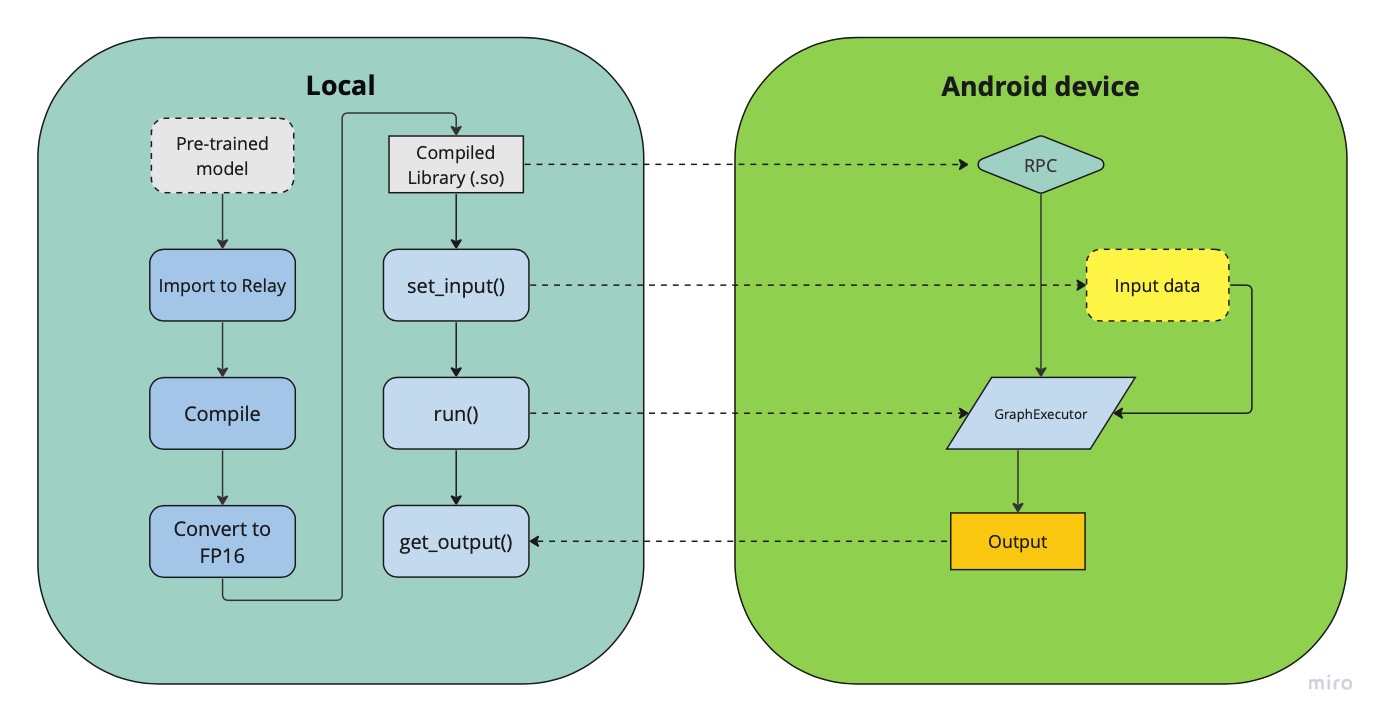 Local
Pre-trained
model
Import to Relay
Compile
Convert to
FP16
Compiled
Library (.so)
set_input()
run()
get_output()
Android device
RPC
Input data
GraphExecutor
Output
miro